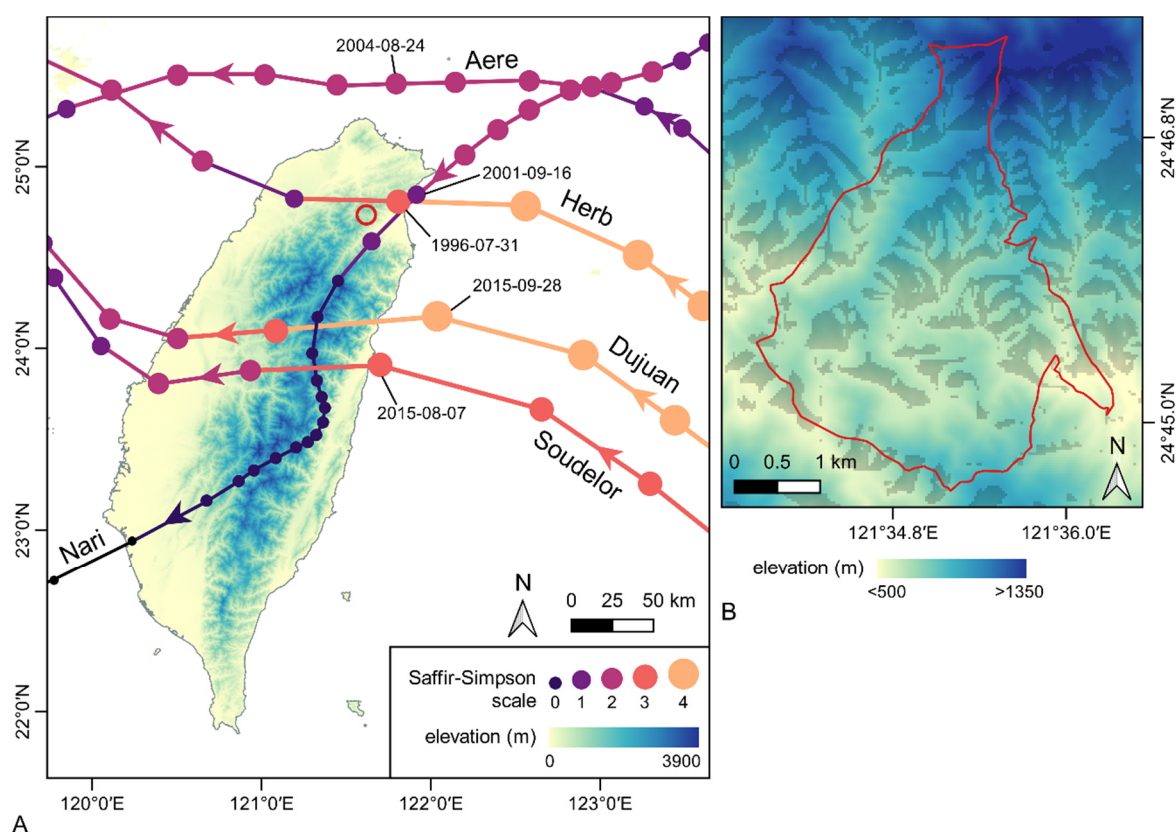 2004-08-24
Aere
25°0'N
24°0'N
23°0'N
22°0'N
2001-09-16
Herb
1996-07-31
2015-09-28
Dujuan
2015-08-07
Soudelor
Nari
N
0 25 50 km
Saffir-Simpson
scale
0 1 2 3 4
elevation (m)
0 3900
120°0'E 121°0'E 122°0'E 123°0'E
A
24°46.8'N
24°45.0'N
N
0 0.5 1 km
121°34.8'E 121°36.0'E
elevation (m)
<500 >1350
B